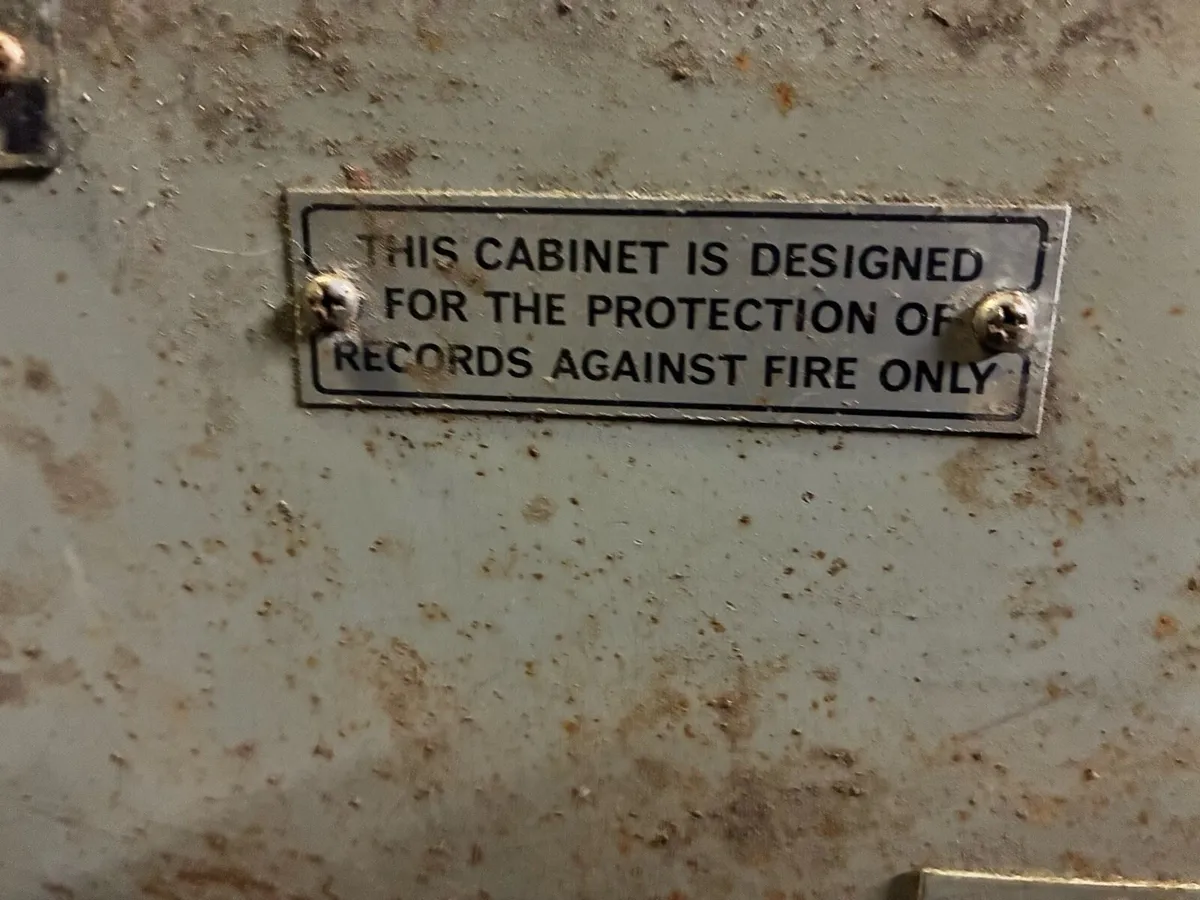 THIS CABINET IS DESIGNED
FOR THE PROTECTION OF
RECORDS AGAINST FIRE ONLY